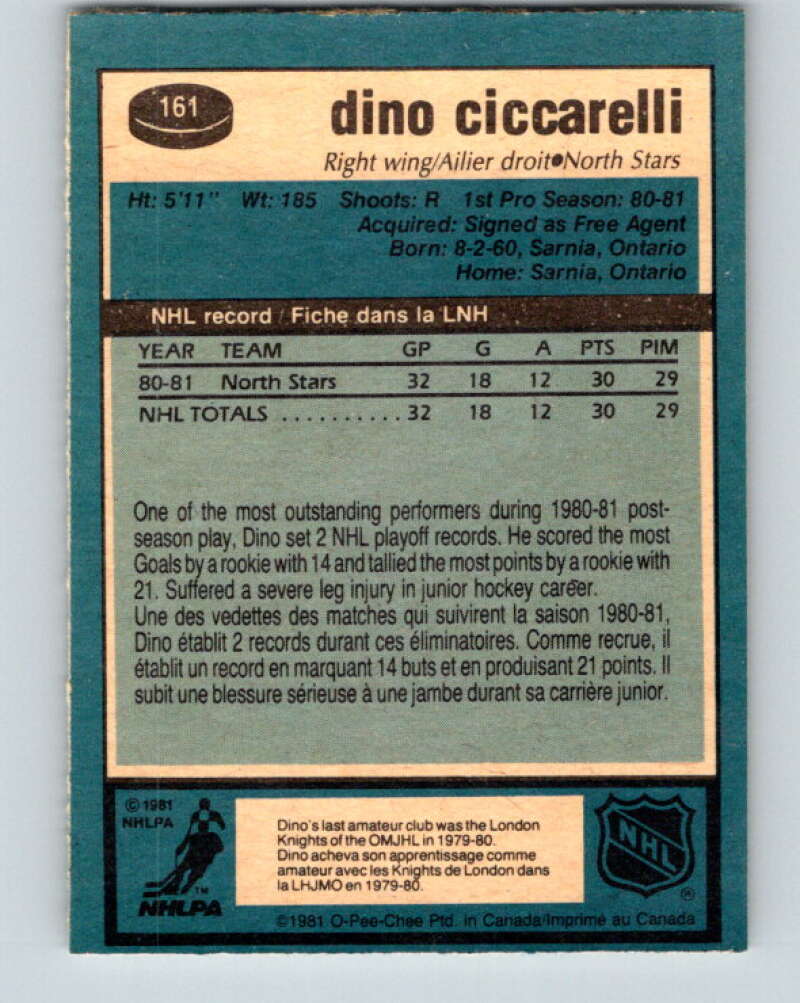 161
dino ciccarelli
Right wing/Ailier droit•North Stars
Ht: 5'11" Wt: 185 Shoots: R 1st Pro Season: 80-81
Acquired: Signed as Free Agent
Born: 8-2-60, Sarnia, Ontario
Home: Sarnia, Ontario
NHL record / Fiche dans la LNH
YEAR TEAM GP G A PTS PIM
80-81 North Stars 32 18 12 30 29
NHL TOTALS .......... 32 18 12 30 29
One of the most outstanding performers during 1980-81 post-
season play, Dino set 2 NHL playoff records. He scored the most
Goals by a rookie with 14 and tallied the most points by a rookie with
21. Suffered a severe leg injury in junior hockey career.
Une des vedettes des matches qui suivirent la saison 1980-81,
Dino établit 2 records durant ces éliminatoires. Comme recrue, il
établit un record en marquant 14 buts et en produisant 21 points. Il
subit une blessure sérieuse à une jambe durant sa carrière junior.
© 1981
NHLPA
TM
NHLPA
Dino's last amateur club was the London
Knights of the OMJHL in 1979-80.
Dino acheva son apprentissage comme
amateur avec les Knights de London dans
la LHJMO en 1979-80.
NHL
®
©1981 O-Pee-Chee Ptd. in Canada/Imprimé au Canada